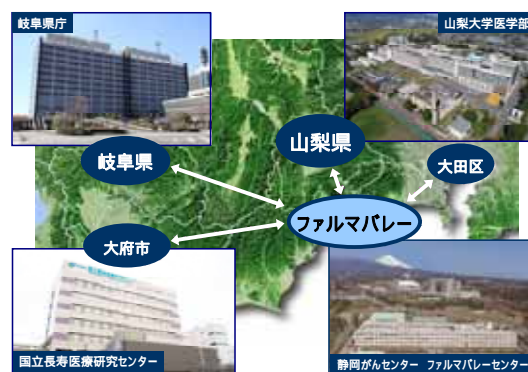 岐阜県庁
山梨大学医学部
山梨県
岐阜県
大田区
ファルマバレー
大府市
国立長寿医療研究センター
静岡がんセンター ファルマバレーセンター